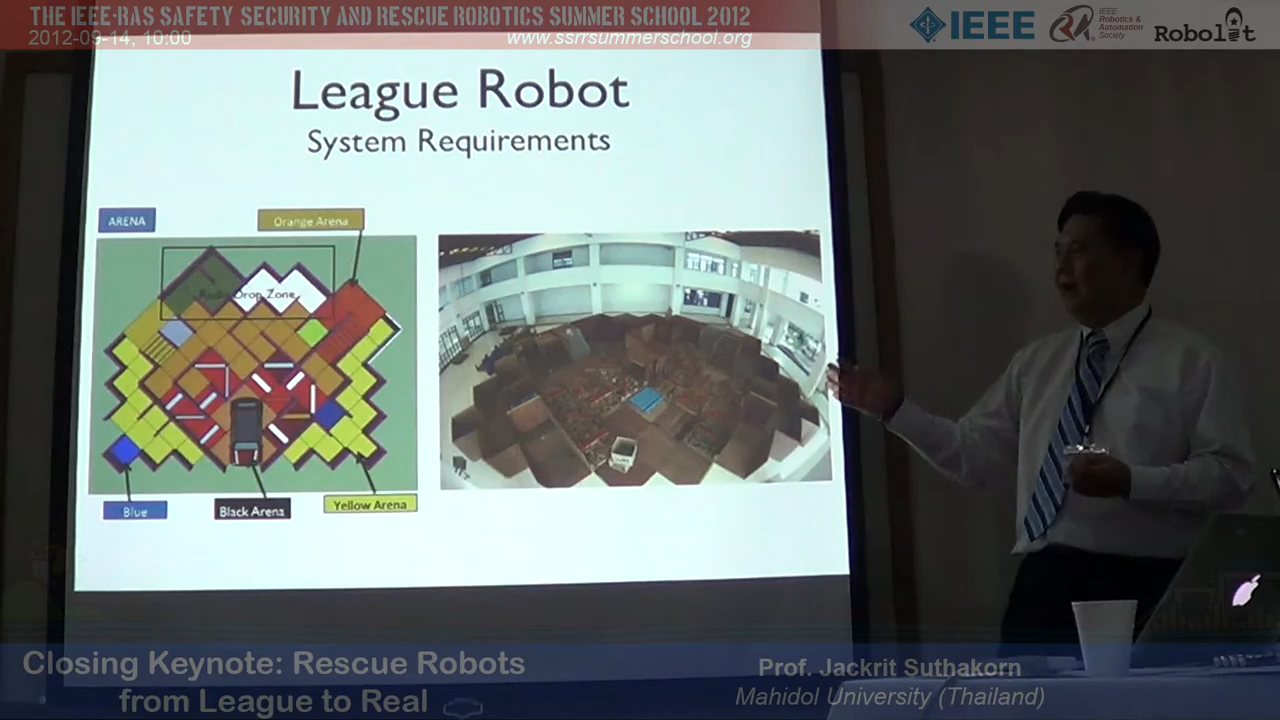 THE IEEE-RAS SAFETY SECURITY AND RESCUE ROBOTICS SUMMER SCHOOL 2012
2012-09-14, 10:00
www.ssrrsummerschool.org
IEEE
IEEE
Robotics &
Automation
Society
Robolit
League Robot
System Requirements
ARENA
Orange Arena
Drop Zone
Blue
Black Arena
Yellow Arena
Closing Keynote: Rescue Robots
from League to Real
Prof. Jackrit Suthakorn
Mahidol University (Thailand)